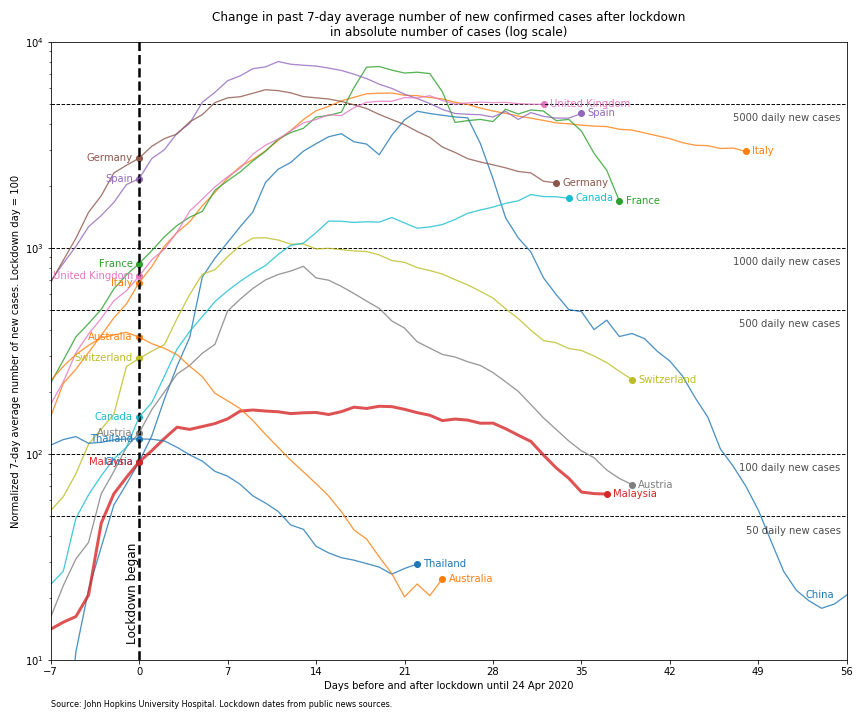 Change in past 7-day average number of new confirmed cases after lockdown
in absolute number of cases (log scale)
Normalized 7-day average number of new cases. Lockdown day = 100
10⁴
10³
10²
10¹
5000 daily new cases
1000 daily new cases
500 daily new cases
100 daily new cases
50 daily new cases
Germany
Spain
France
United Kingdom
Italy
Australia
Switzerland
Canada
Austria
Thailand
Malaysia
Lockdown began
United Kingdom
Spain
Italy
Germany
Canada
France
Switzerland
Austria
Malaysia
Thailand
Australia
China
−7
0
7
14
21
28
35
42
49
56
Days before and after lockdown until 24 Apr 2020
Source: John Hopkins University Hospital. Lockdown dates from public news sources.